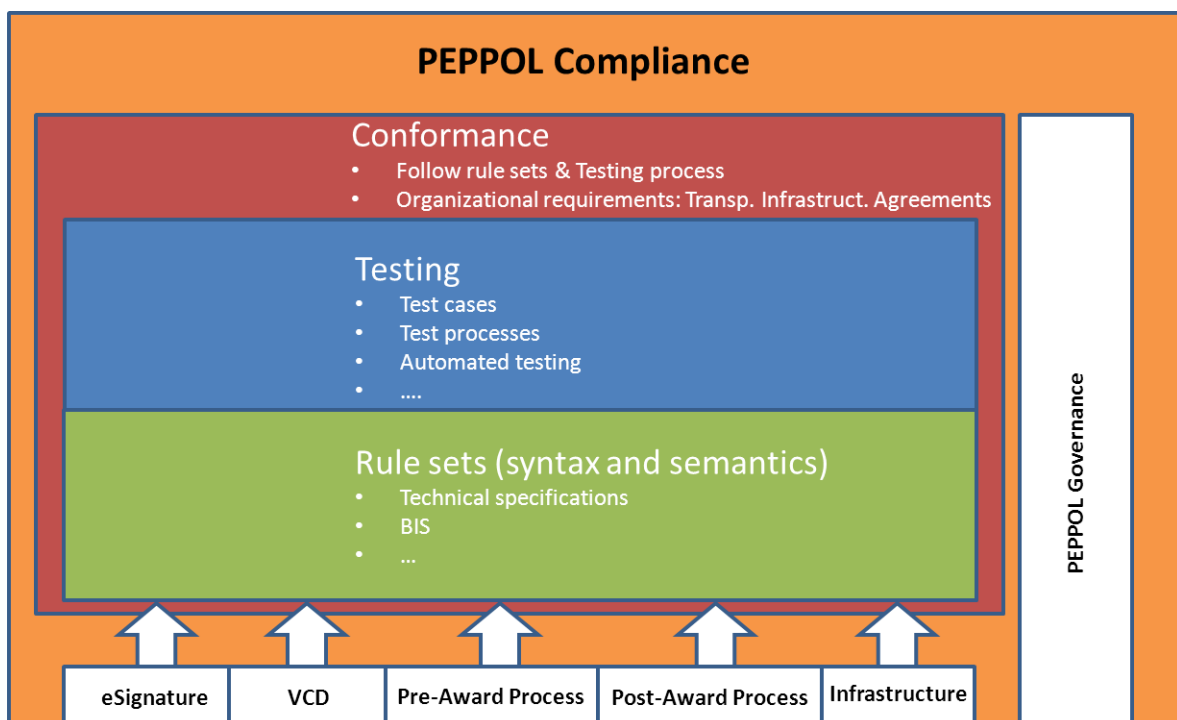 PEPPOL Compliance
Conformance
• Follow rule sets & Testing process
• Organizational requirements: Transp. Infrastruct. Agreements
Testing
• Test cases
• Test processes
• Automated testing
• ....
Rule sets (syntax and semantics)
• Technical specifications
• BIS
• ...
PEPPOL Governance
eSignature
VCD
Pre-Award Process
Post-Award Process
Infrastructure